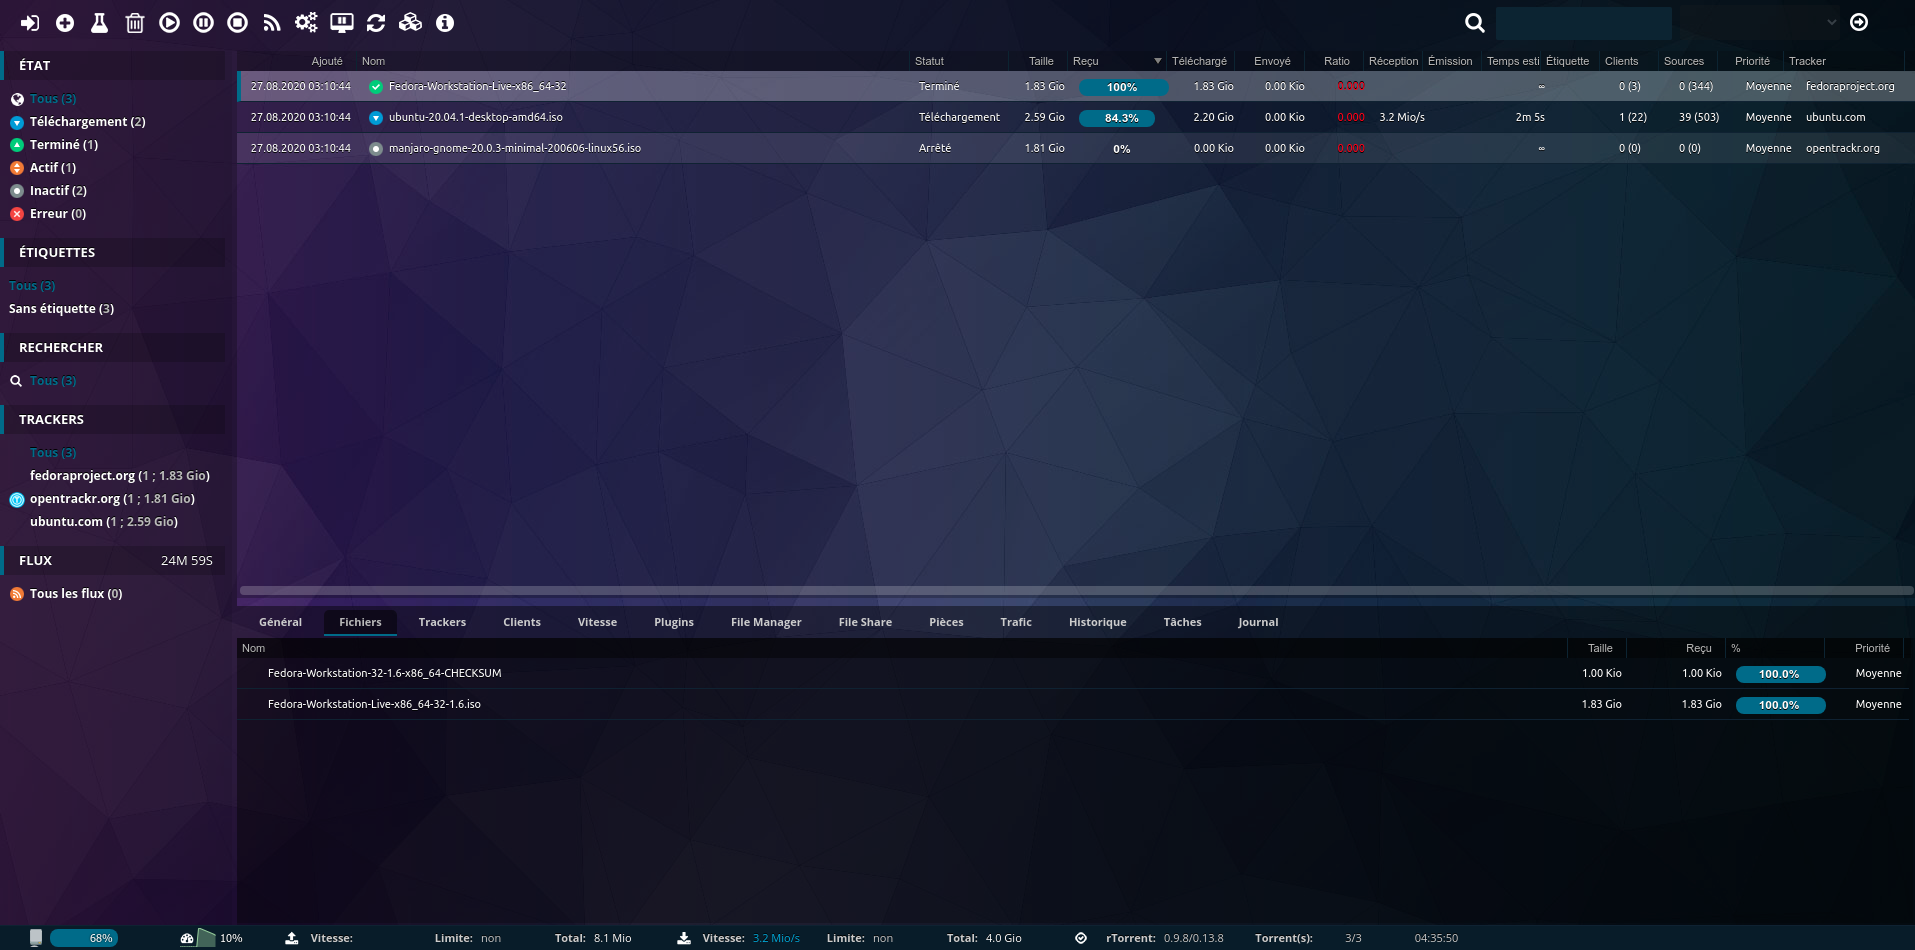 ÉTAT
Tous (3)
Téléchargement (2)
Terminé (1)
Actif (1)
Inactif (2)
Erreur (0)
ÉTIQUETTES
Tous (3)
Sans étiquette (3)
RECHERCHER
Tous (3)
TRACKERS
Tous (3)
fedoraproject.org (1 ; 1.83 Gio)
opentrackr.org (1 ; 1.81 Gio)
ubuntu.com (1 ; 2.59 Gio)
FLUX 24M 59S
Tous les flux (0)
Ajouté Nom Statut Taille Reçu Téléchargé Envoyé Ratio Réception Émission Temps esti Étiquette Clients Sources Priorité Tracker
27.08.2020 03:10:44 Fedora-Workstation-Live-x86_64-32 Terminé 1.83 Gio 100% 1.83 Gio 0.00 Kio 0.000 ∞ 0 (3) 0 (344) Moyenne fedoraproject.org
27.08.2020 03:10:44 ubuntu-20.04.1-desktop-amd64.iso Téléchargement 2.59 Gio 84.3% 2.20 Gio 0.00 Kio 0.000 3.2 Mio/s 2m 5s 1 (22) 39 (503) Moyenne ubuntu.com
27.08.2020 03:10:44 manjaro-gnome-20.0.3-minimal-200606-linux56.iso Arrêté 1.81 Gio 0% 0.00 Kio 0.00 Kio 0.000 ∞ 0 (0) 0 (0) Moyenne opentrackr.org
Général Fichiers Trackers Clients Vitesse Plugins File Manager File Share Pièces Trafic Historique Tâches Journal
Nom Taille Reçu % Priorité
Fedora-Workstation-32-1.6-x86_64-CHECKSUM 1.00 Kio 1.00 Kio 100.0% Moyenne
Fedora-Workstation-Live-x86_64-32-1.6.iso 1.83 Gio 1.83 Gio 100.0% Moyenne
68% 10% Vitesse: Limite: non Total: 8.1 Mio Vitesse: 3.2 Mio/s Limite: non Total: 4.0 Gio rTorrent: 0.9.8/0.13.8 Torrent(s): 3/3 04:35:50